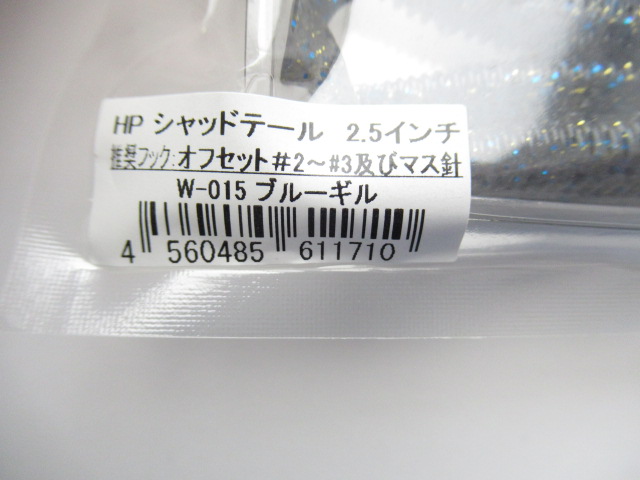 HP シャッドテール 2.5インチ
推奨フック:オフセット#2~#3及びマス針
W-015 ブルーギル
4 560485 611710